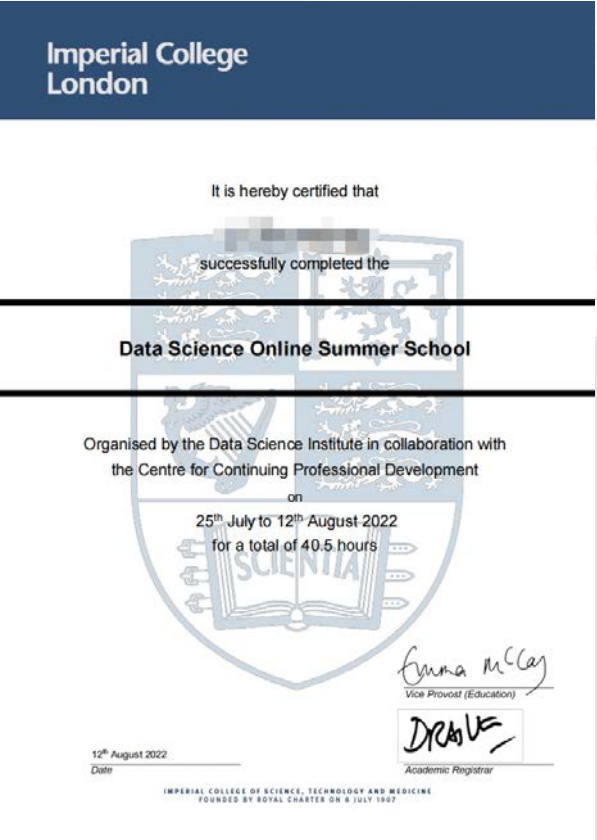 Imperial College
London
It is hereby certified that
successfully completed the
Data Science Online Summer School
Organised by the Data Science Institute in collaboration with
the Centre for Continuing Professional Development
on
25th July to 12th August 2022
for a total of 40.5 hours
SCIENTIA
Emma McCoy
Vice Provost (Education)
12th August 2022
Date
Academic Registrar
IMPERIAL COLLEGE OF SCIENCE, TECHNOLOGY AND MEDICINE
FOUNDED BY ROYAL CHARTER ON 8 JULY 1907